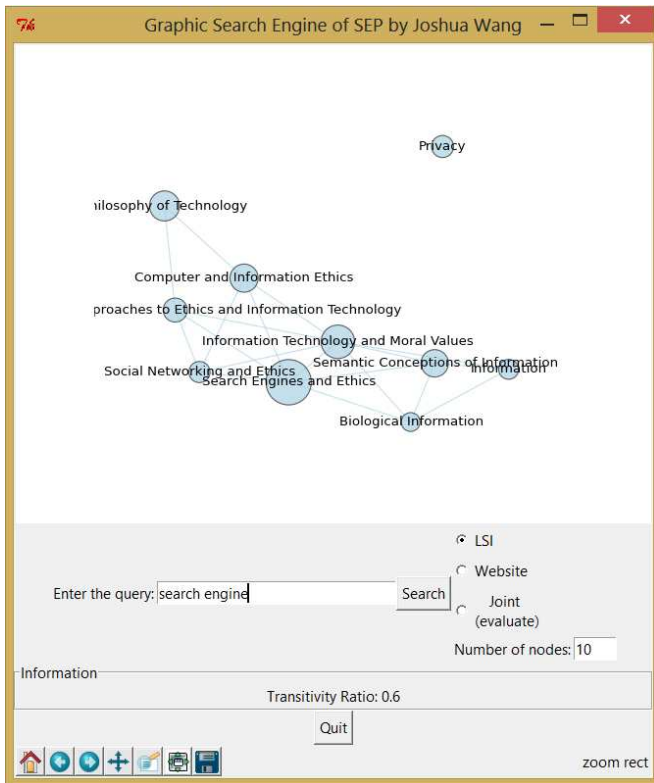 Graphic Search Engine of SEP by Joshua Wang
Privacy
hilosophy of Technology
Computer and Information Ethics
proaches to Ethics and Information Technology
Information Technology and Moral Values
Semantic Conceptions of Information
Information
Social Networking and Ethics
Search Engines and Ethics
Biological Information
LSI
Website
Enter the query: search engine Search
Joint
(evaluate)
Number of nodes: 10
Information
Transitivity Ratio: 0.6
Quit
zoom rect